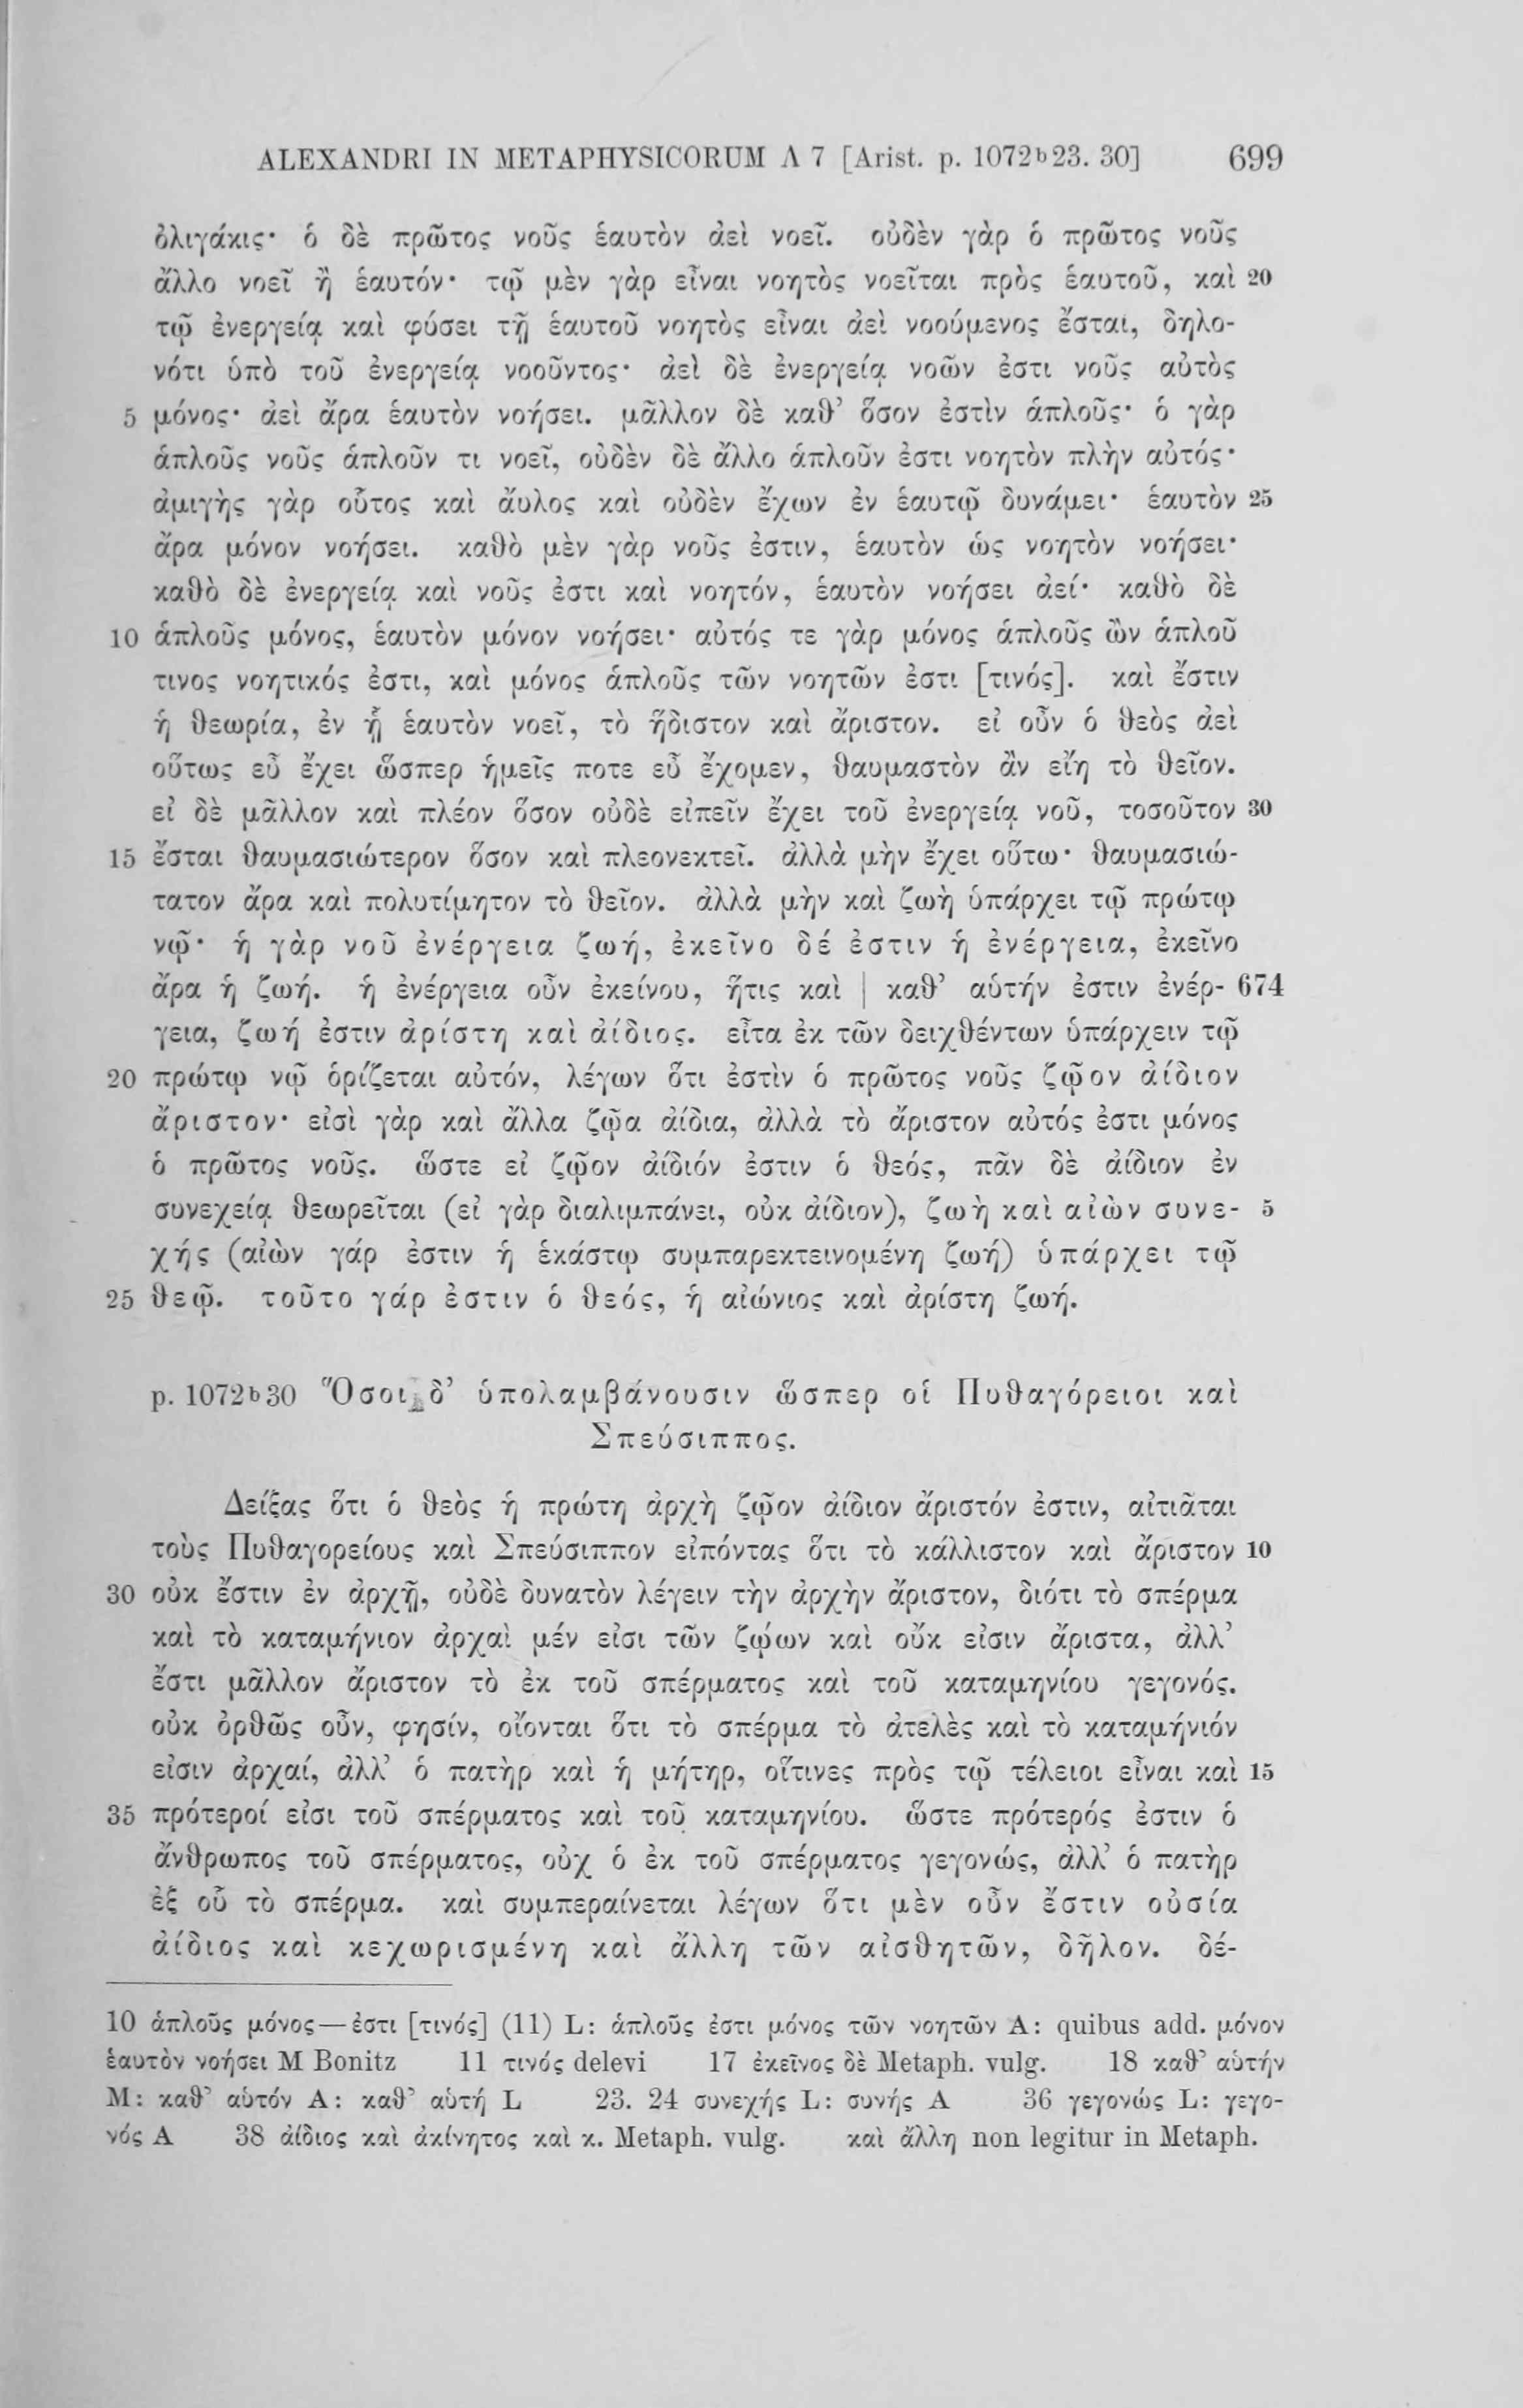 ALEXANDRI IN METAPHYSICORUM Λ 7 [Arist. p. 1072b23. 30] 699
ὀλιγάκις· ὁ δὲ πρῶτος νοῦς ἑαυτὸν ἀεὶ νοεῖ. οὐδὲν γὰρ ὁ πρῶτος νοῦς
ἄλλο νοεῖ ἢ ἑαυτόν· τῷ μὲν γὰρ εἶναι νοητὸς νοεῖται πρὸς ἑαυτοῦ, καὶ 20
τῷ ἐνεργείᾳ καὶ φύσει τῇ ἑαυτοῦ νοητὸς εἶναι ἀεὶ νοούμενος ἔσται, δηλο-
νότι ὑπὸ τοῦ ἐνεργείᾳ νοοῦντος· ἀεὶ δὲ ἐνεργείᾳ νοῶν ἐστι νοῦς αὐτὸς
5 μόνος· ἀεὶ ἄρα ἑαυτὸν νοήσει. μᾶλλον δὲ καθ’ ὅσον ἐστὶν ἁπλοῦς· ὁ γὰρ
ἁπλοῦς νοῦς ἁπλοῦν τι νοεῖ, οὐδὲν δὲ ἄλλο ἁπλοῦν ἐστι νοητὸν πλὴν αὐτός·
ἀμιγὴς γὰρ οὗτος καὶ ἄυλος καὶ οὐδὲν ἔχων ἐν ἑαυτῷ δυνάμει· ἑαυτὸν 25
ἄρα μόνον νοήσει. καθὸ μὲν γὰρ νοῦς ἐστιν, ἑαυτὸν ὡς νοητὸν νοήσει·
καθὸ δὲ ἐνεργείᾳ καὶ νοῦς ἐστι καὶ νοητόν, ἑαυτὸν νοήσει ἀεί· καθὸ δὲ
10 ἁπλοῦς μόνος, ἑαυτὸν μόνον νοήσει· αὐτός τε γὰρ μόνος ἁπλοῦς ὢν ἁπλοῦ
τινος νοητικός ἐστι, καὶ μόνος ἁπλοῦς τῶν νοητῶν ἐστι [τινός]. καὶ ἔστιν
ἡ θεωρία, ἐν ᾗ ἑαυτὸν νοεῖ, τὸ ἥδιστον καὶ ἄριστον. εἰ οὖν ὁ θεὸς ἀεὶ
οὕτως εὖ ἔχει ὥσπερ ἡμεῖς ποτε εὖ ἔχομεν, θαυμαστὸν ἂν εἴη τὸ θεῖον.
εἰ δὲ μᾶλλον καὶ πλέον ὅσον οὐδὲ εἰπεῖν ἔχει τοῦ ἐνεργείᾳ νοῦ, τοσοῦτον 30
15 ἔσται θαυμασιώτερον ὅσον καὶ πλεονεκτεῖ. ἀλλὰ μὴν ἔχει οὕτω· θαυμασιώ-
τατον ἄρα καὶ πολυτίμητον τὸ θεῖον. ἀλλὰ μὴν καὶ ζωὴ ὑπάρχει τῷ πρώτῳ
νῷ· ἡ γὰρ νοῦ ἐνέργεια ζωή, ἐκεῖνο δέ ἐστιν ἡ ἐνέργεια, ἐκεῖνο
ἄρα ἡ ζωή. ἡ ἐνέργεια οὖν ἐκείνου, ἥτις καὶ | καθ’ αὑτήν ἐστιν ἐνέρ- 674
γεια, ζωή ἐστιν ἀρίστη καὶ ἀίδιος. εἶτα ἐκ τῶν δειχθέντων ὑπάρχειν τῷ
20 πρώτῳ νῷ ὁρίζεται αὐτόν, λέγων ὅτι ἐστὶν ὁ πρῶτος νοῦς ζῷον ἀίδιον
ἄριστον· εἰσὶ γὰρ καὶ ἄλλα ζῷα ἀίδια, ἀλλὰ τὸ ἄριστον αὐτός ἐστι μόνος
ὁ πρῶτος νοῦς. ὥστε εἰ ζῷον ἀίδιόν ἐστιν ὁ θεός, πᾶν δὲ ἀίδιον ἐν
συνεχείᾳ θεωρεῖται (εἰ γὰρ διαλιμπάνει, οὐκ ἀίδιον), ζωὴ καὶ αἰὼν συνε- 5
χής (αἰὼν γάρ ἐστιν ἡ ἑκάστῳ συμπαρεκτεινομένη ζωή) ὑπάρχει τῷ
25 θεῷ. τοῦτο γάρ ἐστιν ὁ θεός, ἡ αἰώνιος καὶ ἀρίστη ζωή.
p. 1072b30 Ὅσοι δ’ ὑπολαμβάνουσιν ὥσπερ οἱ Πυθαγόρειοι καὶ
Σπεύσιππος.
Δείξας ὅτι ὁ θεὸς ἡ πρώτη ἀρχὴ ζῷον ἀίδιον ἄριστόν ἐστιν, αἰτιᾶται
τοὺς Πυθαγορείους καὶ Σπεύσιππον εἰπόντας ὅτι τὸ κάλλιστον καὶ ἄριστον 10
30 οὐκ ἔστιν ἐν ἀρχῇ, οὐδὲ δυνατὸν λέγειν τὴν ἀρχὴν ἄριστον, διότι τὸ σπέρμα
καὶ τὸ καταμήνιον ἀρχαὶ μέν εἰσι τῶν ζῴων καὶ οὔκ εἰσιν ἄριστα, ἀλλ’
ἔστι μᾶλλον ἄριστον τὸ ἐκ τοῦ σπέρματος καὶ τοῦ καταμηνίου γεγονός.
οὐκ ὀρθῶς οὖν, φησίν, οἴονται ὅτι τὸ σπέρμα τὸ ἀτελὲς καὶ τὸ καταμήνιόν
εἰσιν ἀρχαί, ἀλλ’ ὁ πατὴρ καὶ ἡ μήτηρ, οἵτινες πρὸς τῷ τέλειοι εἶναι καὶ 15
35 πρότεροί εἰσι τοῦ σπέρματος καὶ τοῦ καταμηνίου. ὥστε πρότερός ἐστιν ὁ
ἄνθρωπος τοῦ σπέρματος, οὐχ ὁ ἐκ τοῦ σπέρματος γεγονώς, ἀλλ’ ὁ πατὴρ
ἐξ οὗ τὸ σπέρμα. καὶ συμπεραίνεται λέγων ὅτι μὲν οὖν ἔστιν οὐσία
ἀίδιος καὶ κεχωρισμένη καὶ ἄλλη τῶν αἰσθητῶν, δῆλον. δέ-
10 ἁπλοῦς μόνος—ἐστι [τινός] (11) L: ἁπλοῦς ἐστι μόνος τῶν νοητῶν A: quibus add. μόνον
ἑαυτὸν νοήσει M Bonitz 11 τινός delevi 17 ἐκεῖνος δὲ Metaph. vulg. 18 καθ’ αὑτήν
M: καθ’ αὑτόν A: καθ’ αὑτή L 23. 24 συνεχής L: συνής A 36 γεγονώς L: γεγο-
νός A 38 ἀίδιος καὶ ἀκίνητος καὶ κ. Metaph. vulg. καὶ ἄλλη non legitur in Metaph.